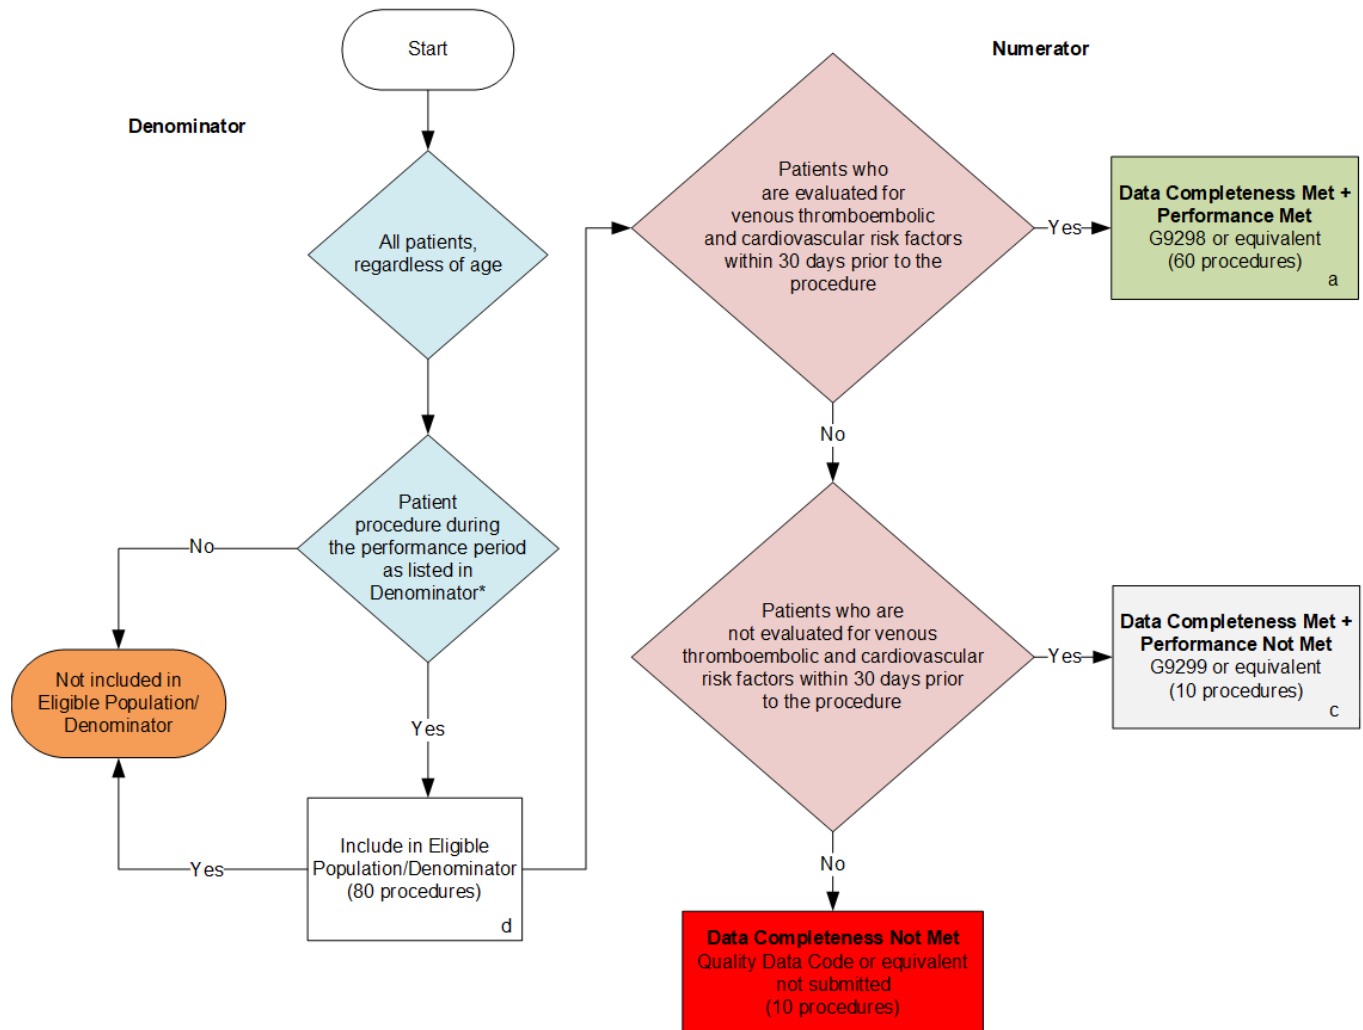 Start
Denominator
All patients,
regardless of age
Patient
procedure during
the performance period
as listed in
Denominator*
No
Not included in
Eligible Population/
Denominator
Yes
Yes
Include in Eligible
Population/Denominator
(80 procedures)
d
Numerator
Patients who
are evaluated for
venous thromboembolic
and cardiovascular risk factors
within 30 days prior to the
procedure
Yes
Data Completeness Met +
Performance Met
G9298 or equivalent
(60 procedures)
a
No
Patients who are
not evaluated for venous
thromboembolic and cardiovascular
risk factors within 30 days prior
to the procedure
Yes
Data Completeness Met +
Performance Not Met
G9299 or equivalent
(10 procedures)
c
No
Data Completeness Not Met
Quality Data Code or equivalent
not submitted
(10 procedures)